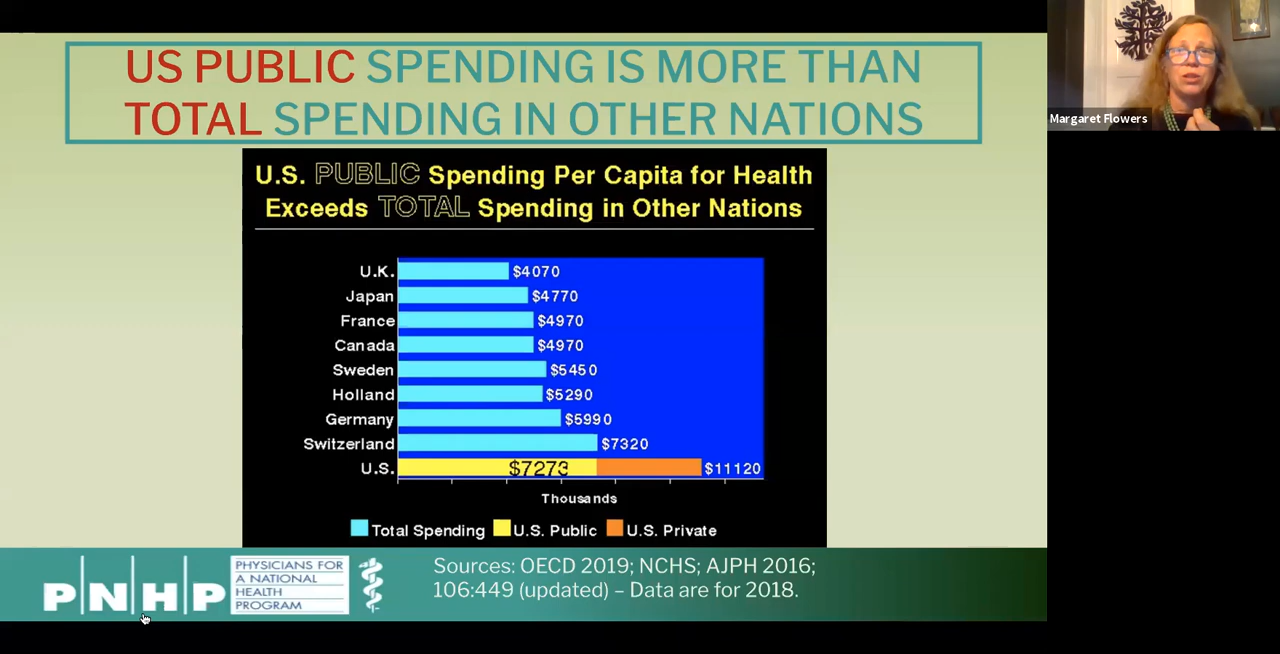 US PUBLIC SPENDING IS MORE THAN
TOTAL SPENDING IN OTHER NATIONS
Margaret Flowers
U.S. PUBLIC Spending Per Capita for Health
Exceeds TOTAL Spending in Other Nations
U.K. $4070
Japan $4770
France $4970
Canada $4970
Sweden $5450
Holland $5290
Germany $5990
Switzerland $7320
U.S. $7273 $11120
Thousands
Total Spending U.S. Public U.S. Private
PNHP
PHYSICIANS FOR
A NATIONAL
HEALTH
PROGRAM
Sources: OECD 2019; NCHS; AJPH 2016;
106:449 (updated) – Data are for 2018.